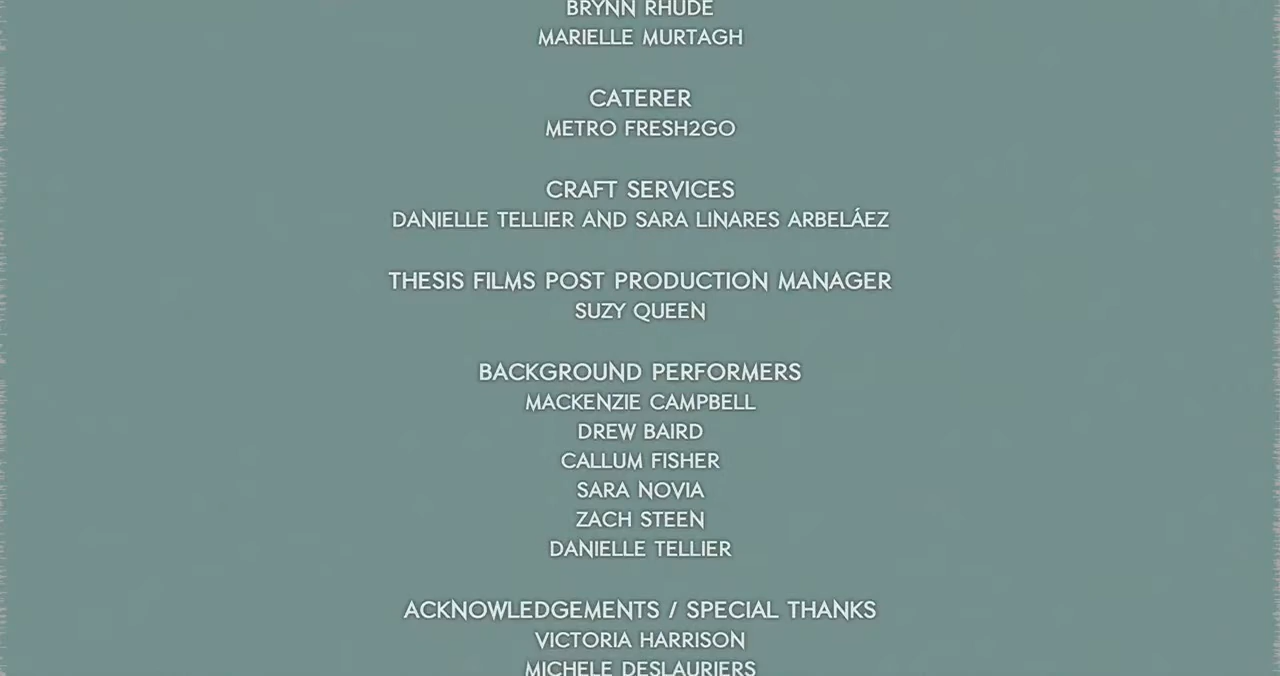 BRYNN RHUDE
MARIELLE MURTAGH
CATERER
METRO FRESH2GO
CRAFT SERVICES
DANIELLE TELLIER AND SARA LINARES ARBELÁEZ
THESIS FILMS POST PRODUCTION MANAGER
SUZY QUEEN
BACKGROUND PERFORMERS
MACKENZIE CAMPBELL
DREW BAIRD
CALLUM FISHER
SARA NOVIA
ZACH STEEN
DANIELLE TELLIER
ACKNOWLEDGEMENTS / SPECIAL THANKS
VICTORIA HARRISON
MICHELE DESLAURIERS